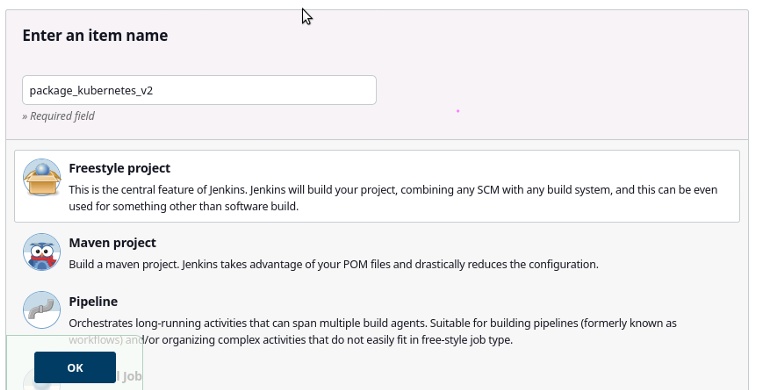 Enter an item name
package_kubernetes_v2
» Required field
Freestyle project
This is the central feature of Jenkins. Jenkins will build your project, combining any SCM with any build system, and this can be even
used for something other than software build.
Maven project
Build a maven project. Jenkins takes advantage of your POM files and drastically reduces the configuration.
Pipeline
Orchestrates long-running activities that can span multiple build agents. Suitable for building pipelines (formerly known as
workflows) and/or organizing complex activities that do not easily fit in free-style job type.
OK
Job